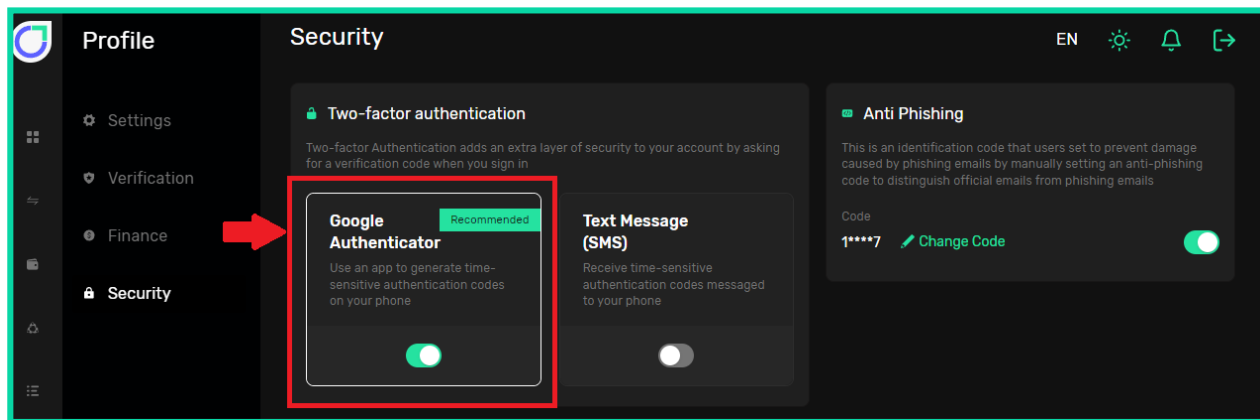 Profile
Settings
Verification
Finance
Security
Security
EN
Two-factor authentication
Two-factor Authentication adds an extra layer of security to your account by asking
for a verification code when you sign in
Google
Authenticator
Recommended
Use an app to generate time-
sensitive authentication codes
on your phone
Text Message
(SMS)
Receive time-sensitive
authentication codes messaged
to your phone
Anti Phishing
This is an identification code that users set to prevent damage
caused by phishing emails by manually setting an anti-phishing
code to distinguish official emails from phishing emails
Code
1****7 Change Code